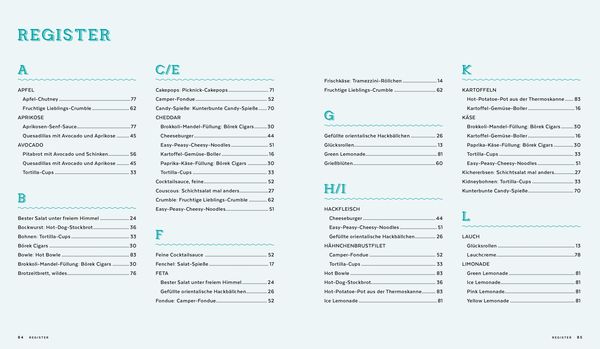 REGISTER
A
APFEL
Apfel-Chutney 77
Fruchtige Lieblings-Crumble 62
APRIKOSE
Aprikosen-Senf-Sauce 77
Quesadillas mit Avocado und Aprikose 45
AVOCADO
Pitabrot mit Avocado und Schinken 56
Quesadillas mit Avocado und Aprikose 45
Tortilla-Cups 33
B
Bester Salat unter freiem Himmel 24
Bockwurst: Hot-Dog-Stockbrot 36
Bohnen: Tortilla-Cups 33
Börek Cigars 30
Bowle: Hot Bowle 83
Brokkoli-Mandel-Füllung: Börek Cigars 30
Brotzeitbrett, wildes 76
C/E
Cakepops: Picknick-Cakepops 71
Camper-Fondue 52
Candy-Spieße: Kunterbunte Candy-Spieße 70
CHEDDAR
Brokkoli-Mandel-Füllung: Börek Cigars 30
Cheeseburger 44
Easy-Peasy-Cheesy-Noodles 51
Kartoffel-Gemüse-Boller 16
Paprika-Käse-Füllung: Börek Cigars 30
Tortilla-Cups 33
Cocktailsauce, feine 52
Couscous: Schichtsalat mal anders 27
Crumble: Fruchtige Lieblings-Crumble 62
Easy-Peasy-Cheesy-Noodles 51
F
Feine Cocktailsauce 52
Fenchel: Salat-Spieße 17
FETA
Bester Salat unter freiem Himmel 24
Gefüllte orientalische Hackbällchen 26
Fondue: Camper-Fondue 52
Frischkäse: Tramezzini-Röllchen 14
Fruchtige Lieblings-Crumble 62
G
Gefüllte orientalische Hackbällchen 26
Glücksrollen 13
Green Lemonade 81
Grießblüten 60
H/I
HACKFLEISCH
Cheeseburger 44
Easy-Peasy-Cheesy-Noodles 51
Gefüllte orientalische Hackbällchen 26
HÄHNCHENBRUSTFILET
Camper-Fondue 52
Tortilla-Cups 33
Hot Bowle 83
Hot-Dog-Stockbrot 36
Hot-Potatoe-Pot aus der Thermoskanne 83
Ice Lemonade 81
K
KARTOFFELN
Hot-Potatoe-Pot aus der Thermoskanne 83
Kartoffel-Gemüse-Boller 16
KÄSE
Brokkoli-Mandel-Füllung: Börek Cigars 30
Kartoffel-Gemüse-Boller 16
Paprika-Käse-Füllung: Börek Cigars 30
Tortilla-Cups 33
Easy-Peasy-Cheesy-Noodles 51
Kichererbsen: Schichtsalat mal anders 27
Kidneybohnen: Tortilla-Cups 33
Kunterbunte Candy-Spieße 70
L
LAUCH
Glücksrollen 13
Lauchcreme 78
LIMONADE
Green Lemonade 81
Ice Lemonade 81
Pink Lemonade 81
Yellow Lemonade 81
84 REGISTER
REGISTER 85